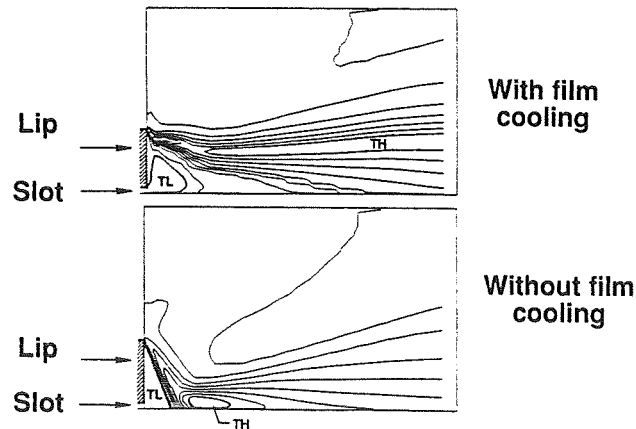 With film
cooling
Lip
TH
TL
Slot
Without film
cooling
Lip
TL
Slot
TH